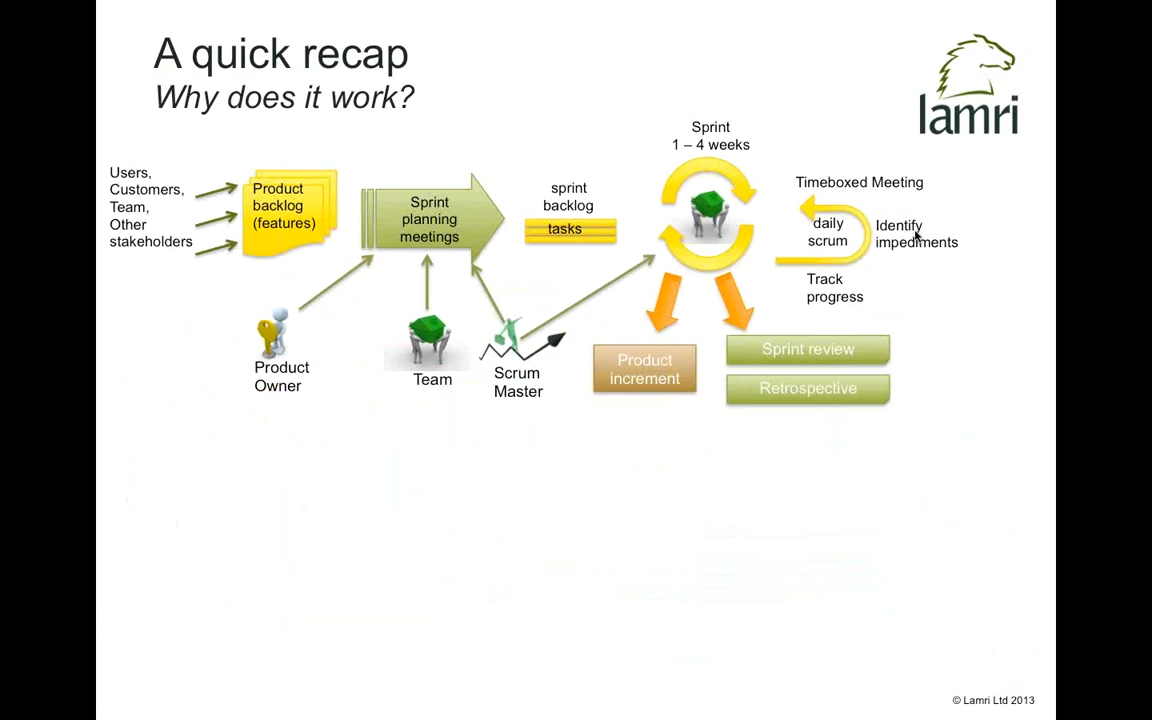 A quick recap
Why does it work?
lamri
Users,
Customers,
Team,
Other
stakeholders
Product
backlog
(features)
Sprint
planning
meetings
sprint
backlog
tasks
Sprint
1 – 4 weeks
Timeboxed Meeting
daily
scrum
Identify
impediments
Track
progress
Product
Owner
Team
Scrum
Master
Product
increment
Sprint review
Retrospective
© Lamri Ltd 2013